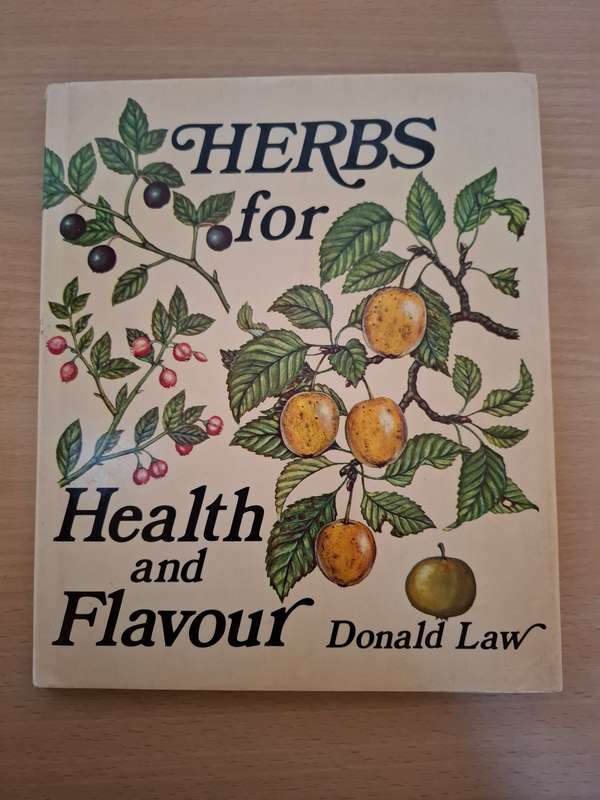 HERBS
for
Health
and
Flavour
Donald Law